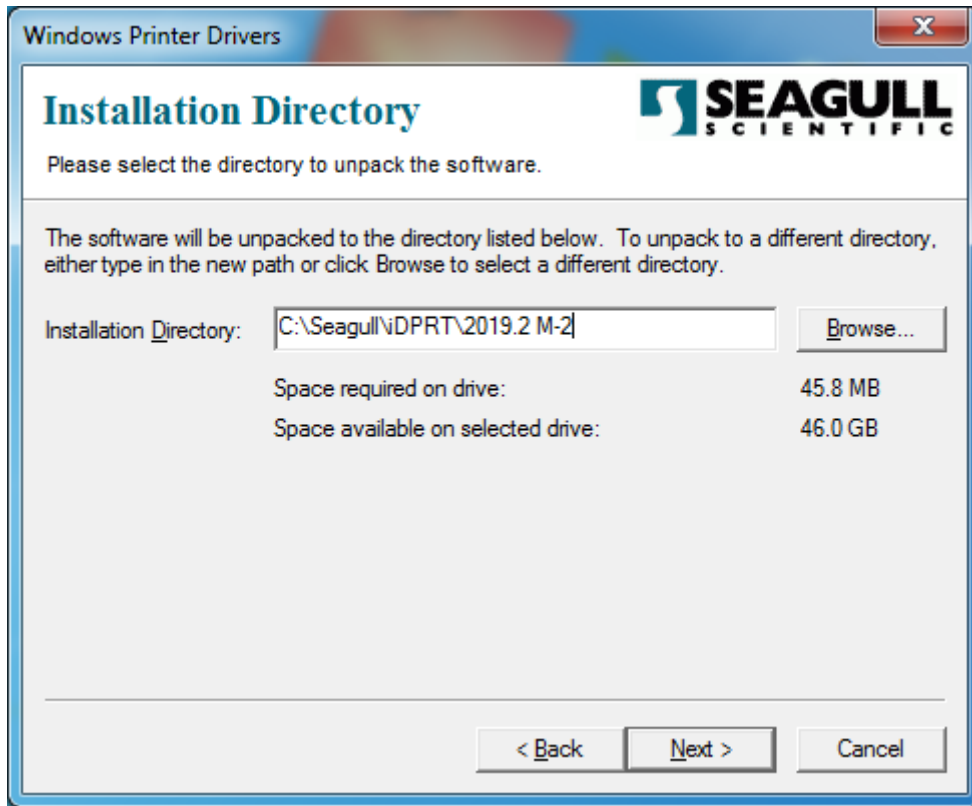 Windows Printer Drivers
Installation Directory
SEAGULL
SCIENTIFIC
Please select the directory to unpack the software.
The software will be unpacked to the directory listed below.  To unpack to a different directory,
either type in the new path or click Browse to select a different directory.
Installation Directory: C:\Seagull\iDPRT\2019.2 M-2 Browse...
Space required on drive: 45.8 MB
Space available on selected drive: 46.0 GB
< Back Next > Cancel